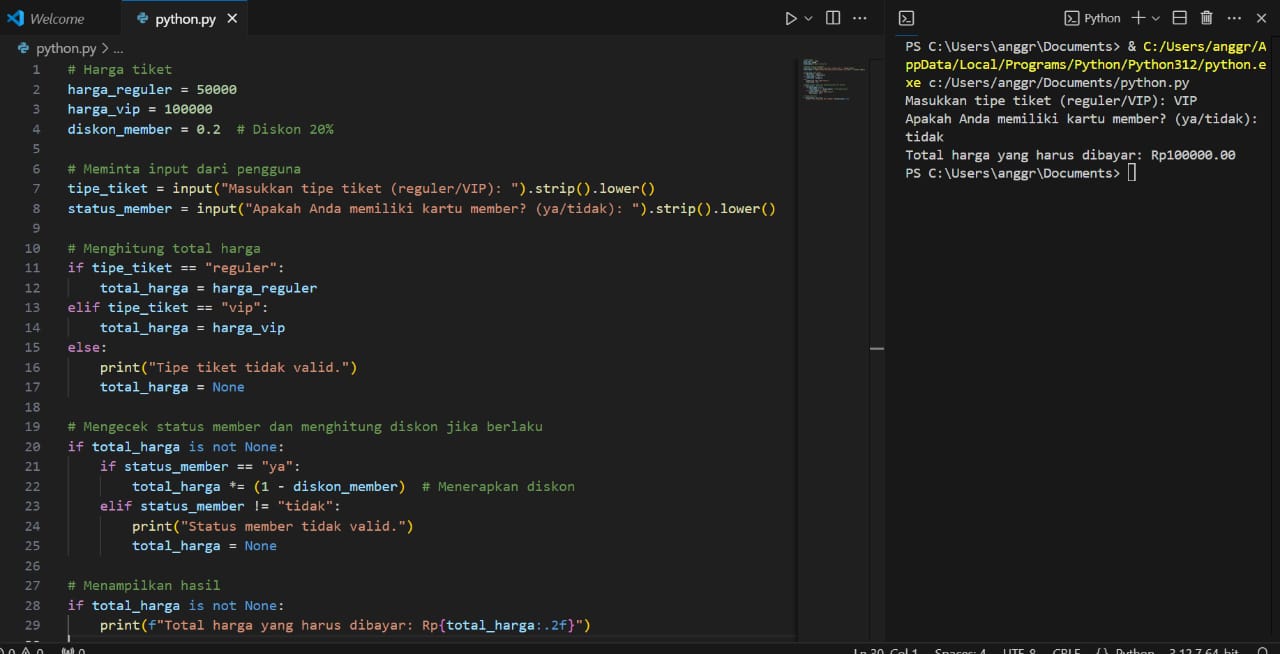 Welcome
python.py
python.py > ...
1 # Harga tiket
2 harga_reguler = 50000
3 harga_vip = 100000
4 diskon_member = 0.2  # Diskon 20%
5
6 # Meminta input dari pengguna
7 tipe_tiket = input("Masukkan tipe tiket (reguler/VIP): ").strip().lower()
8 status_member = input("Apakah Anda memiliki kartu member? (ya/tidak): ").strip().lower()
9
10 # Menghitung total harga
11 if tipe_tiket == "reguler":
12     total_harga = harga_reguler
13 elif tipe_tiket == "vip":
14     total_harga = harga_vip
15 else:
16     print("Tipe tiket tidak valid.")
17     total_harga = None
18
19 # Mengecek status member dan menghitung diskon jika berlaku
20 if total_harga is not None:
21     if status_member == "ya":
22         total_harga *= (1 - diskon_member)  # Menerapkan diskon
23     elif status_member != "tidak":
24         print("Status member tidak valid.")
25         total_harga = None
26
27 # Menampilkan hasil
28 if total_harga is not None:
29     print(f"Total harga yang harus dibayar: Rp{total_harga:.2f}")
Python
PS C:\Users\anggr\Documents> & C:/Users/anggr/A
ppData/Local/Programs/Python/Python312/python.e
xe c:/Users/anggr/Documents/python.py
Masukkan tipe tiket (reguler/VIP): VIP
Apakah Anda memiliki kartu member? (ya/tidak):
tidak
Total harga yang harus dibayar: Rp100000.00
PS C:\Users\anggr\Documents>
0 0 0 Ln 30, Col 1 Spaces: 4 UTF-8 CRLF {} Python 3.12.7 64-bit